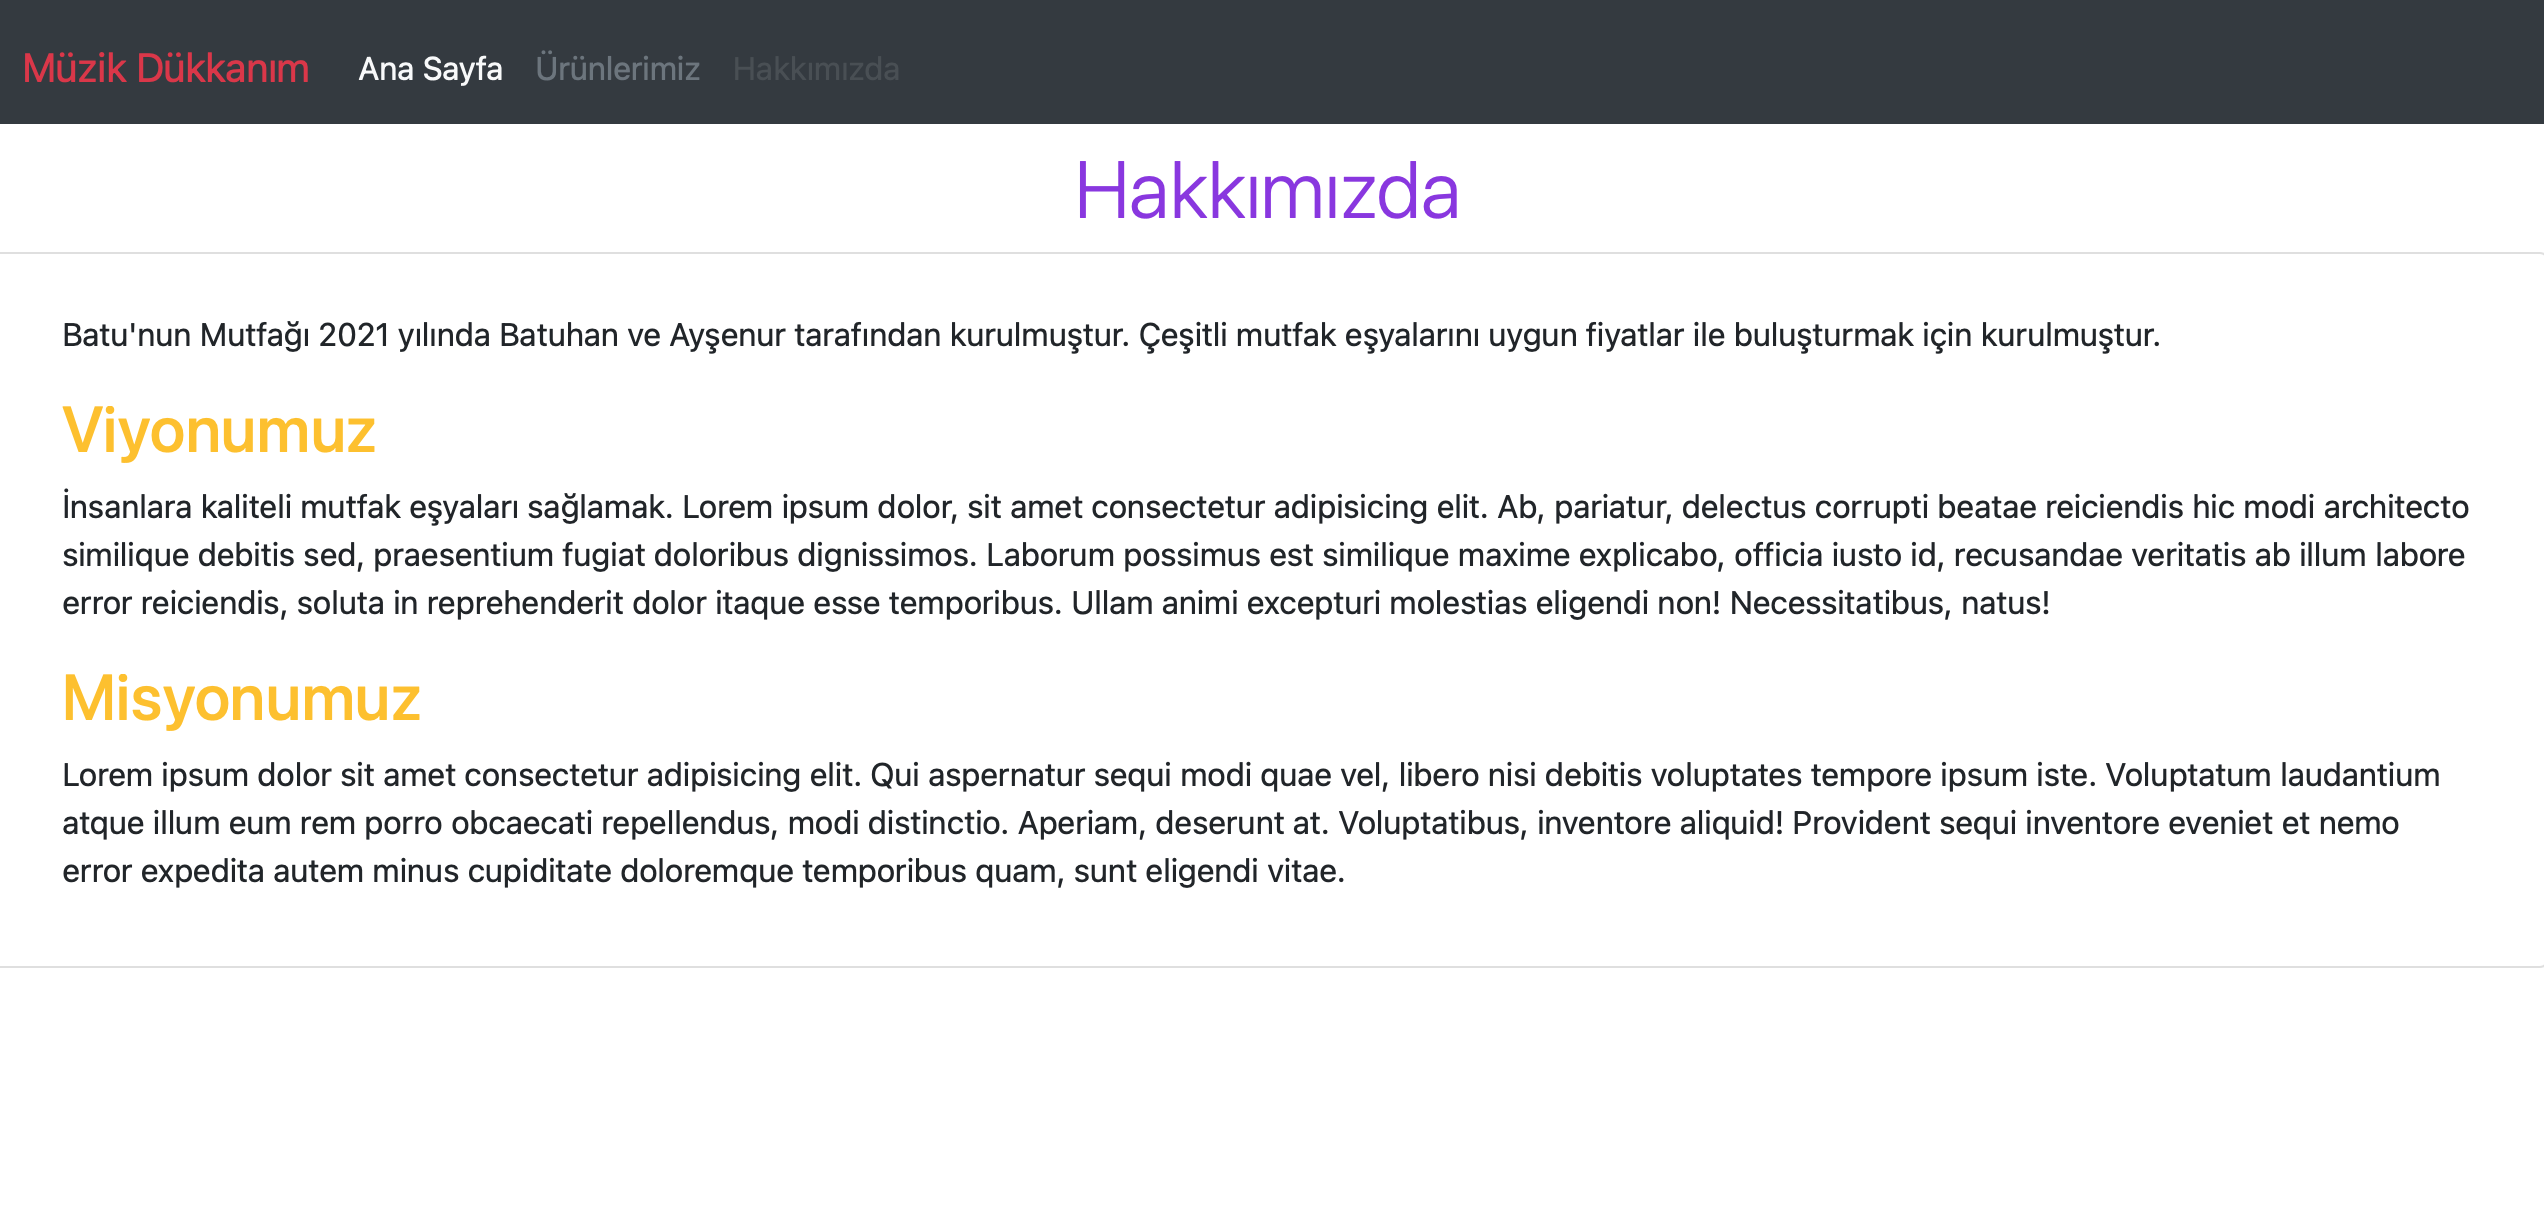 Müzik Dükkanım Ana Sayfa Ürünlerimiz Hakkımızda
Hakkımızda
Batu'nun Mutfağı 2021 yılında Batuhan ve Ayşenur tarafından kurulmuştur. Çeşitli mutfak eşyalarını uygun fiyatlar ile buluşturmak için kurulmuştur.
Viyonumuz
İnsanlara kaliteli mutfak eşyaları sağlamak. Lorem ipsum dolor, sit amet consectetur adipisicing elit. Ab, pariatur, delectus corrupti beatae reiciendis hic modi architecto
similique debitis sed, praesentium fugiat doloribus dignissimos. Laborum possimus est similique maxime explicabo, officia iusto id, recusandae veritatis ab illum labore
error reiciendis, soluta in reprehenderit dolor itaque esse temporibus. Ullam animi excepturi molestias eligendi non! Necessitatibus, natus!
Misyonumuz
Lorem ipsum dolor sit amet consectetur adipisicing elit. Qui aspernatur sequi modi quae vel, libero nisi debitis voluptates tempore ipsum iste. Voluptatum laudantium
atque illum eum rem porro obcaecati repellendus, modi distinctio. Aperiam, deserunt at. Voluptatibus, inventore aliquid! Provident sequi inventore eveniet et nemo
error expedita autem minus cupiditate doloremque temporibus quam, sunt eligendi vitae.